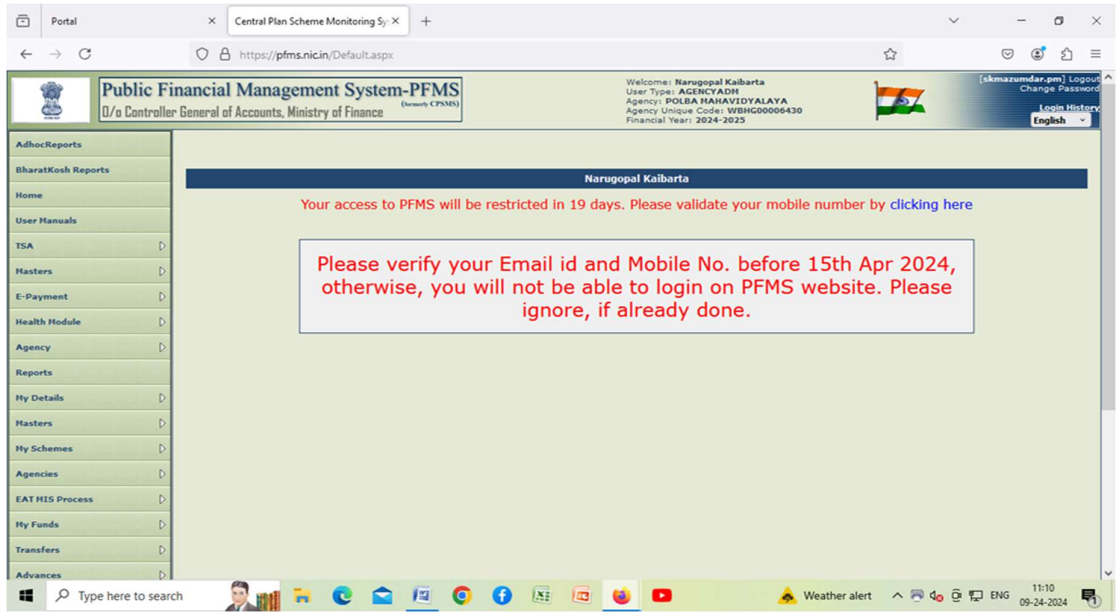 Portal
Central Plan Scheme Monitoring Sy
https://pfms.nic.in/Default.aspx
Public Financial Management System-PFMS
(formerly CPSMS)
O/o Controller General of Accounts, Ministry of Finance
Welcome: Narugopal Kaibarta
User Type: AGENCYADM
Agency: POLBA MAHAVIDYALAYA
Agency Unique Code: WBHG00006430
Financial Year: 2024-2025
[skmazumdar.pm] Logout
Change Password
Login History
English
AdhocReports
BharatKosh Reports
Home
User Manuals
TSA
Masters
E-Payment
Health Module
Agency
Reports
My Details
Masters
My Schemes
Agencies
EAT MIS Process
My Funds
Transfers
Advances
Narugopal Kaibarta
Your access to PFMS will be restricted in 19 days. Please validate your mobile number by clicking here
Please verify your Email id and Mobile No. before 15th Apr 2024,
otherwise, you will not be able to login on PFMS website. Please
ignore, if already done.
Type here to search
Weather alert
ENG
11:10
09-24-2024
1